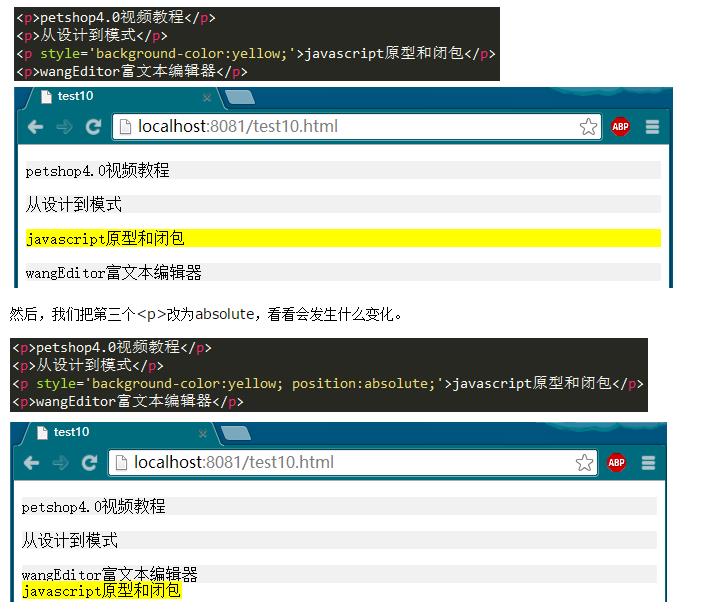 <p>petshop4.0视频教程</p>
<p>从设计到模式</p>
<p style='background-color:yellow;'>javascript原型和闭包</p>
<p>wangEditor富文本编辑器</p>
test10
localhost:8081/test10.html
ABP
petshop4.0视频教程
从设计到模式
javascript原型和闭包
wangEditor富文本编辑器
然后，我们把第三个<p>改为absolute，看看会发生什么变化。
<p>petshop4.0视频教程</p>
<p>从设计到模式</p>
<p style='background-color:yellow; position:absolute;'>javascript原型和闭包</p>
<p>wangEditor富文本编辑器</p>
test10
localhost:8081/test10.html
ABP
petshop4.0视频教程
从设计到模式
wangEditor富文本编辑器
javascript原型和闭包